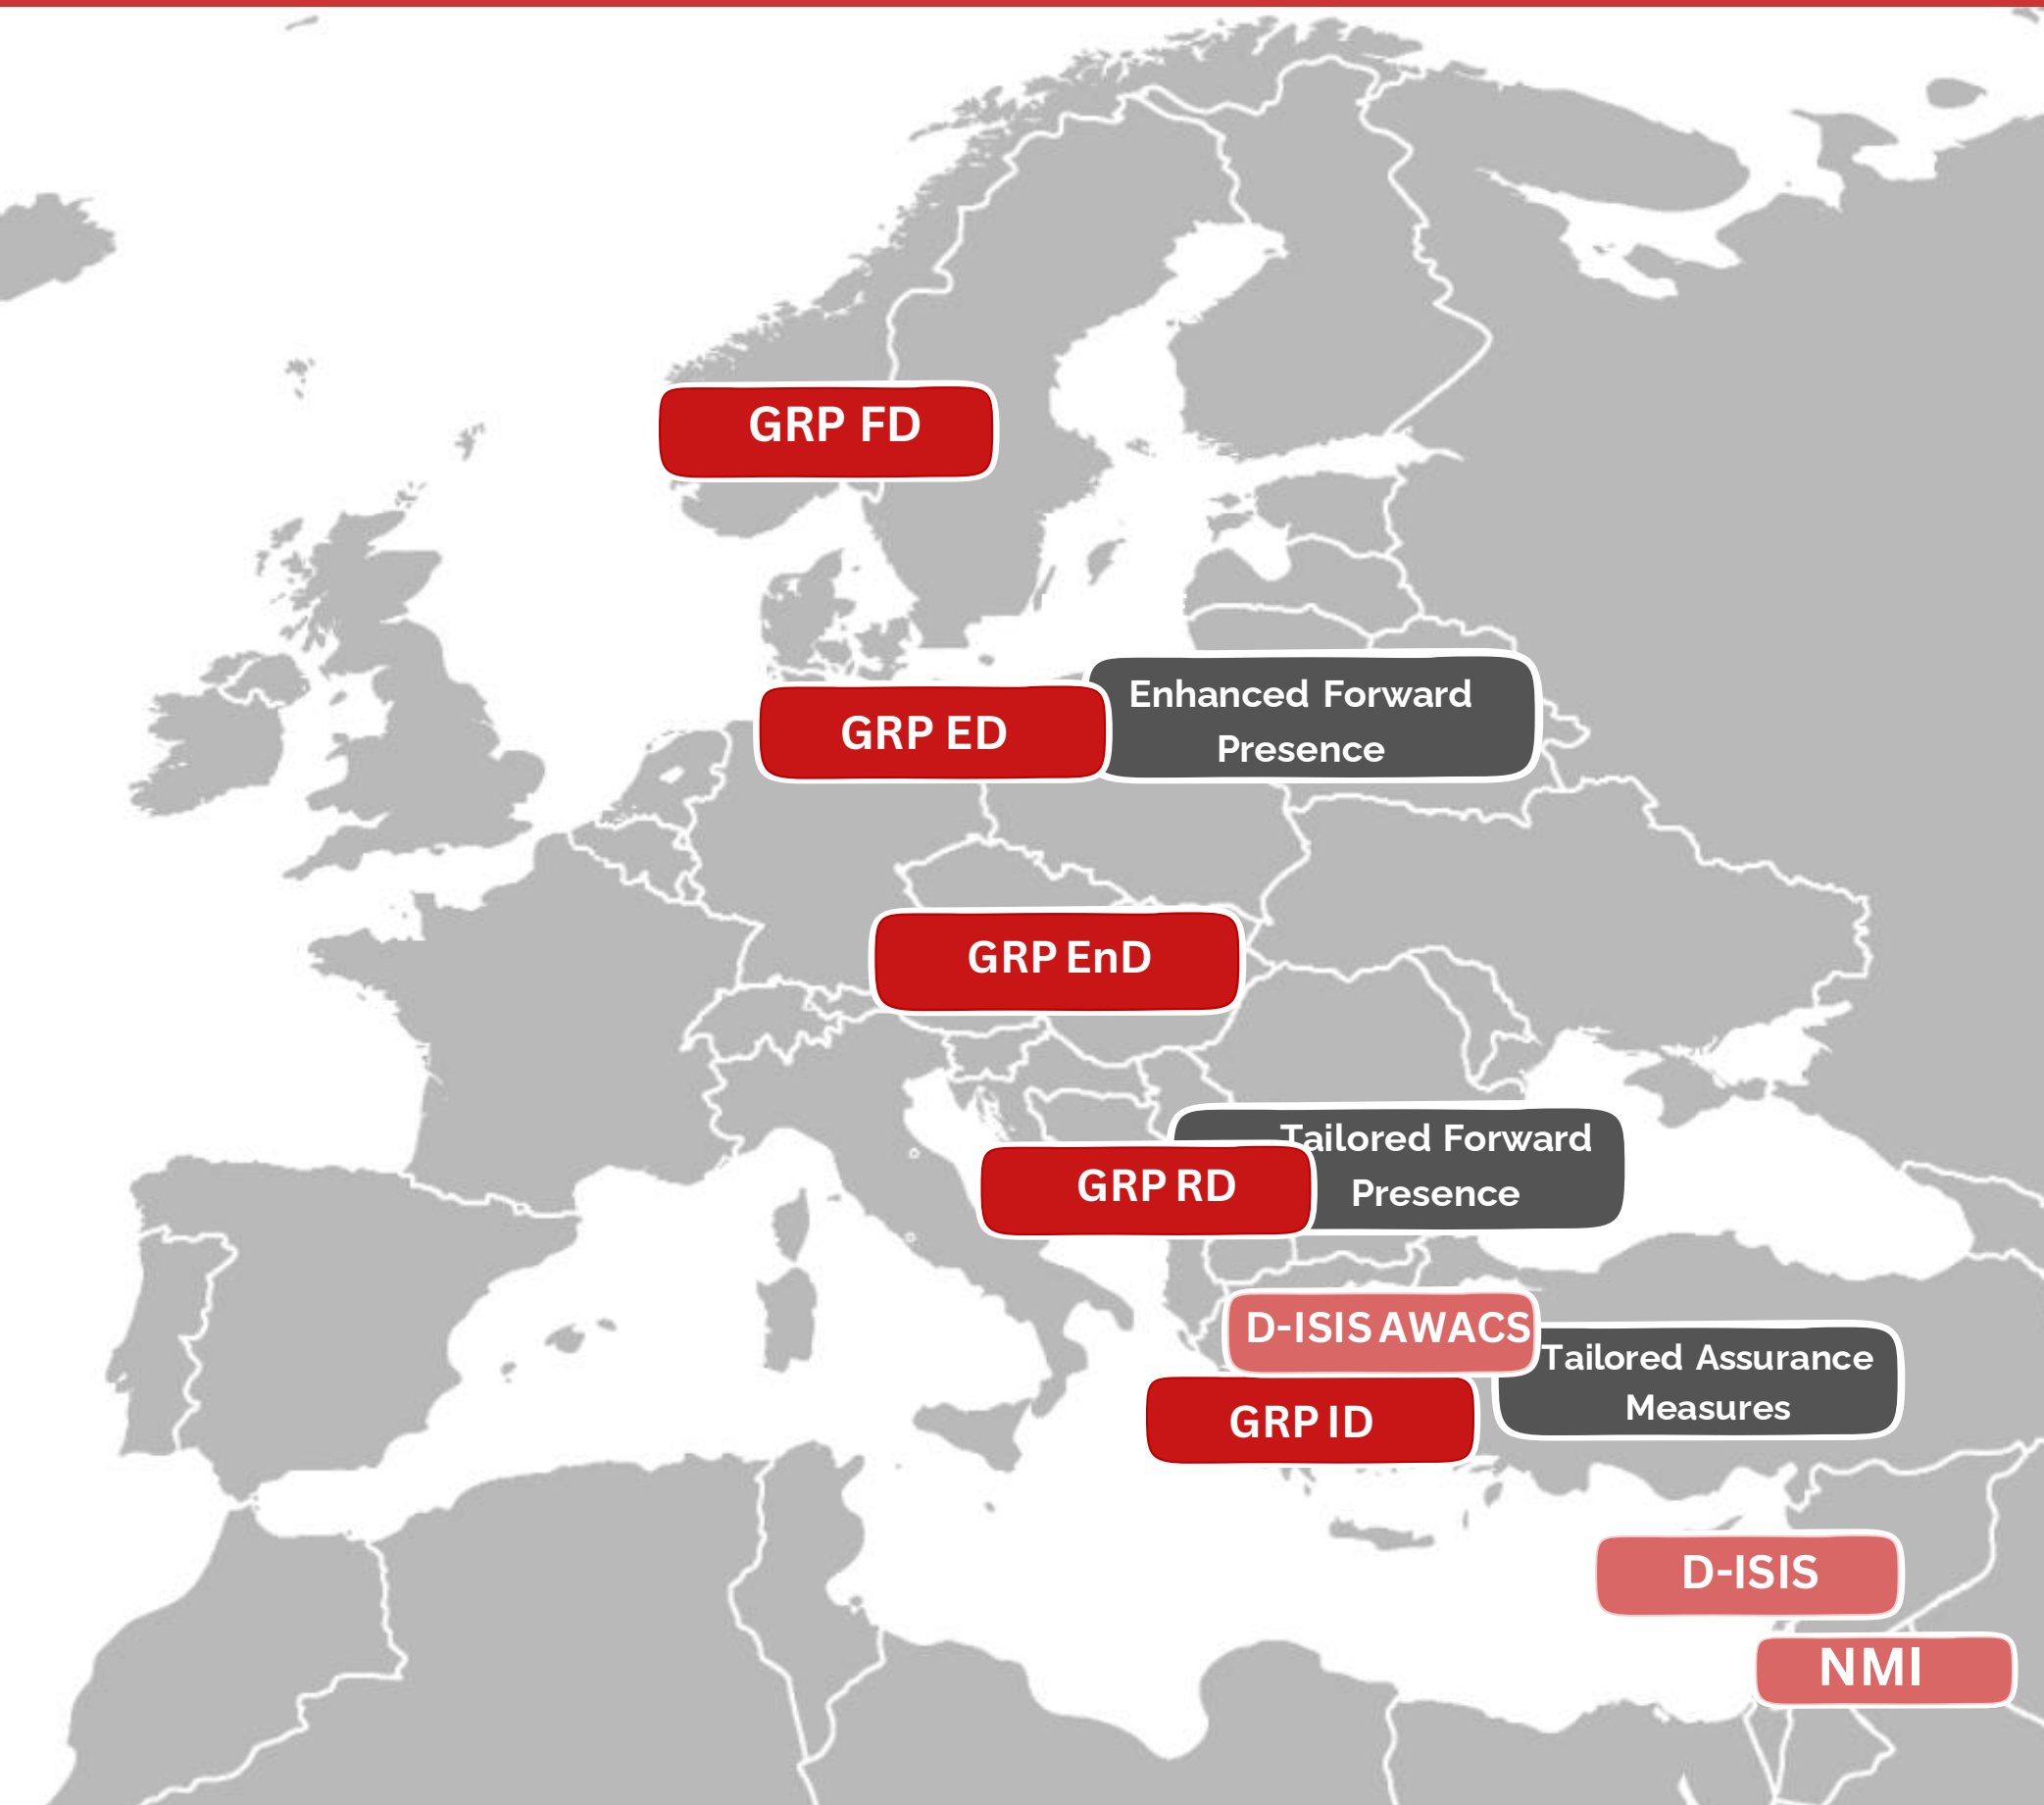 GRP FD
Enhanced Forward
Presence
GRP ED
GRP EnD
Tailored Forward
Presence
GRP RD
D-ISIS AWACS
Tailored Assurance
Measures
GRP ID
D-ISIS
NMI